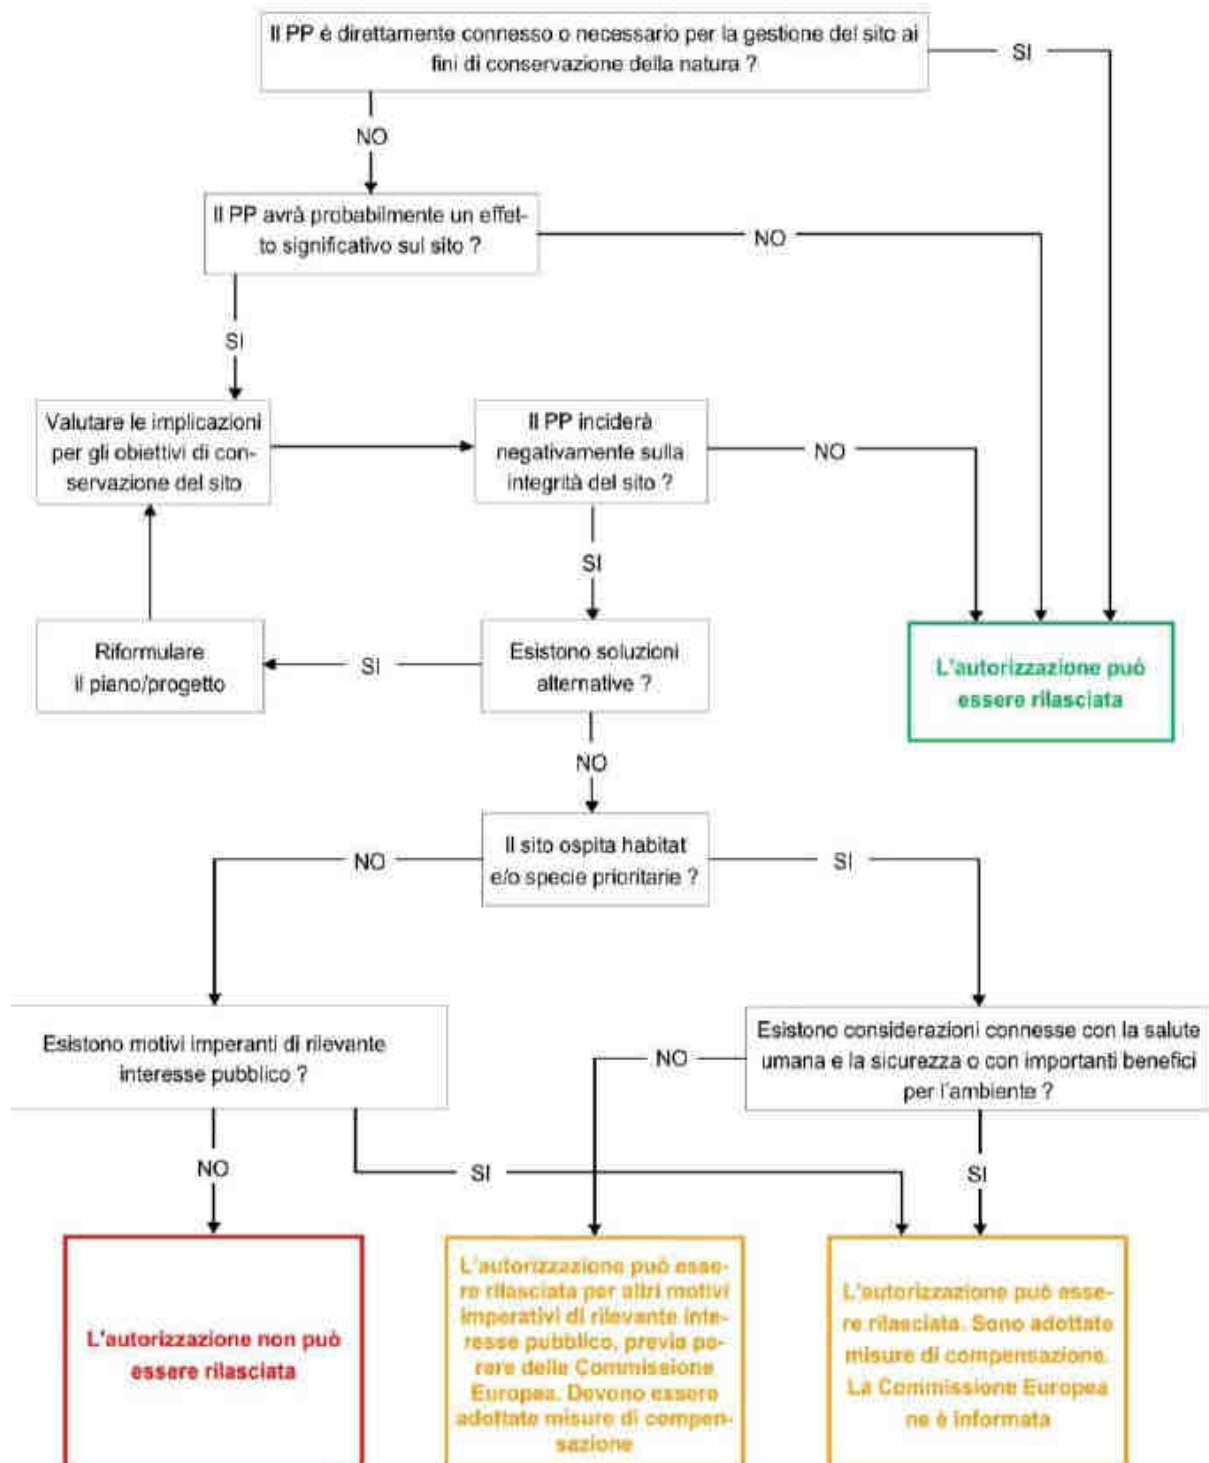 Il PP è direttamente connesso o necessario per la gestione del sito ai
fini di conservazione della natura ?
SI
NO
Il PP avrà probabilmente un effet-
to significativo sul sito ?
NO
SI
Valutare le implicazioni
per gli obiettivi di con-
servazione del sito
Il PP inciderà
negativamente sulla
integrità del sito ?
NO
SI
Riformulare
il piano/progetto
SI
Esistono soluzioni
alternative ?
L'autorizzazione può
essere rilasciata
NO
Il sito ospita habitat
e/o specie prioritarie ?
NO
SI
Esistono motivi imperanti di rilevante
interesse pubblico ?
NO
Esistono considerazioni connesse con la salute
umana e la sicurezza o con importanti benefici
per l'ambiente ?
NO
SI
SI
L'autorizzazione non può
essere rilasciata
L'autorizzazione può esse-
re rilasciata per altri motivi
imperativi di rilevante inte-
resse pubblico, previa pa-
rere delle Commissione
Europea. Devono essere
adottate misure di compen-
sazione
L'autorizzazione può esse-
re rilasciata. Sono adottate
misure di compensazione.
La Commissione Europea
ne è informata